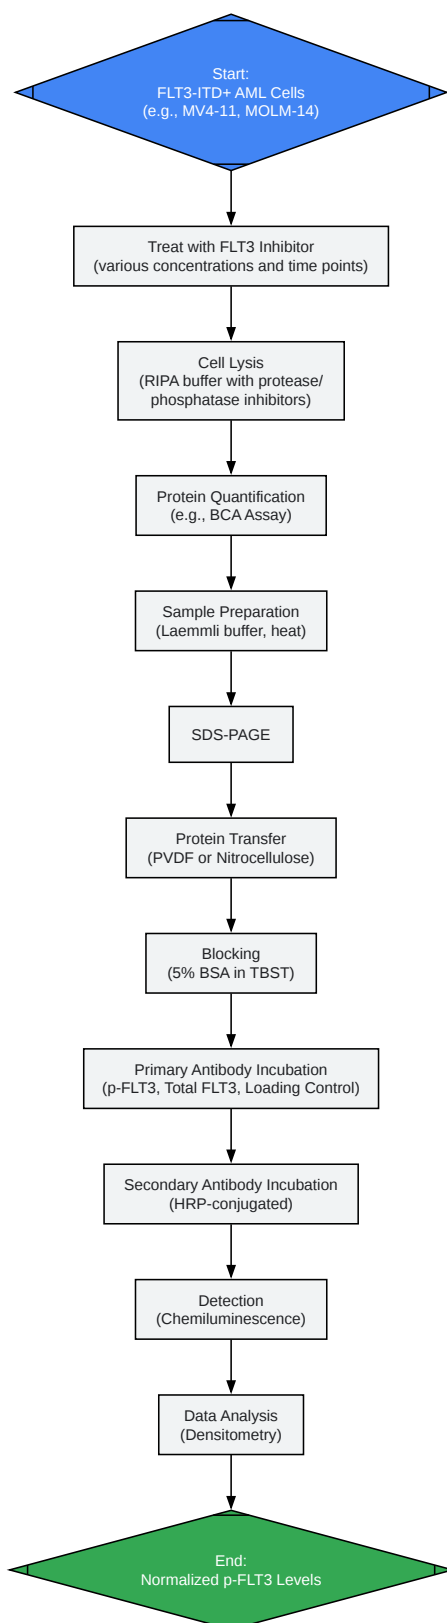 Start:
FLT3-ITD+ AML Cells
(e.g., MV4-11, MOLM-14)
Treat with FLT3 Inhibitor
(various concentrations and time points)
Cell Lysis
(RIPA buffer with protease/
phosphatase inhibitors)
Protein Quantification
(e.g., BCA Assay)
Sample Preparation
(Laemmli buffer, heat)
SDS-PAGE
Protein Transfer
(PVDF or Nitrocellulose)
Blocking
(5% BSA in TBST)
Primary Antibody Incubation
(p-FLT3, Total FLT3, Loading Control)
Secondary Antibody Incubation
(HRP-conjugated)
Detection
(Chemiluminescence)
Data Analysis
(Densitometry)
End:
Normalized p-FLT3 Levels